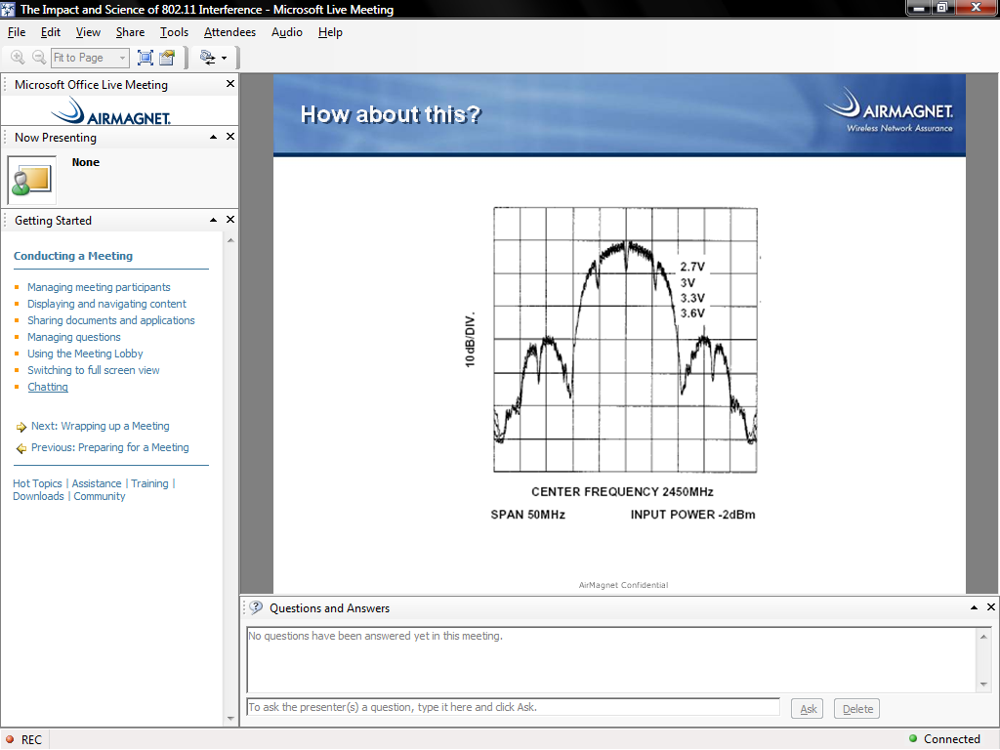 The Impact and Science of 802.11 Interference - Microsoft Live Meeting
File Edit View Share Tools Attendees Audio Help
Fit to Page
Microsoft Office Live Meeting
AIRMAGNET.
Now Presenting
None
Getting Started
Conducting a Meeting
Managing meeting participants
Displaying and navigating content
Sharing documents and applications
Managing questions
Using the Meeting Lobby
Switching to full screen view
Chatting
Next: Wrapping up a Meeting
Previous: Preparing for a Meeting
Hot Topics | Assistance | Training |
Downloads | Community
How about this?
AIRMAGNET.
Wireless Network Assurance
10dB/DIV.
2.7V
3V
3.3V
3.6V
CENTER FREQUENCY 2450MHz
SPAN 50MHz INPUT POWER -2dBm
AirMagnet Confidential
Questions and Answers
No questions have been answered yet in this meeting.
To ask the presenter(s) a question, type it here and click Ask.
Ask Delete
REC Connected